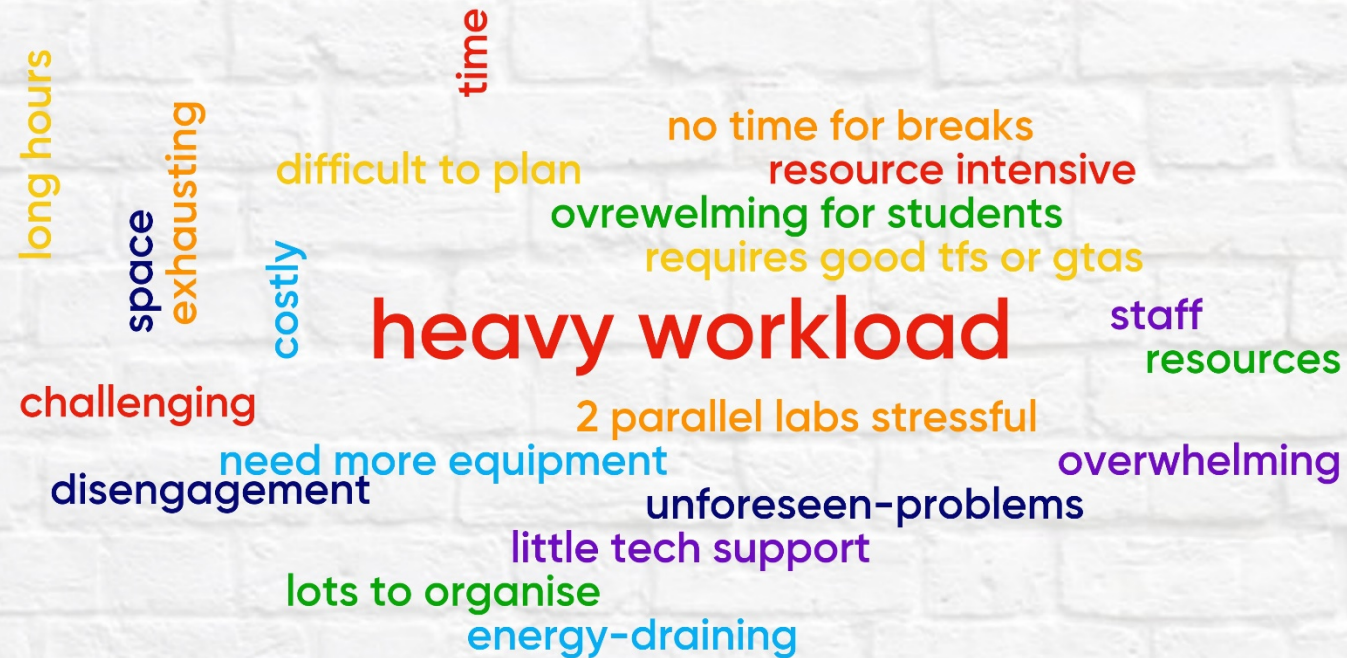 time
long hours
exhausting
no time for breaks
difficult to plan
resource intensive
space
ovrewelming for students
costly
requires good tfs or gtas
heavy workload
staff
resources
challenging
2 parallel labs stressful
need more equipment
overwhelming
disengagement
unforeseen-problems
little tech support
lots to organise
energy-draining